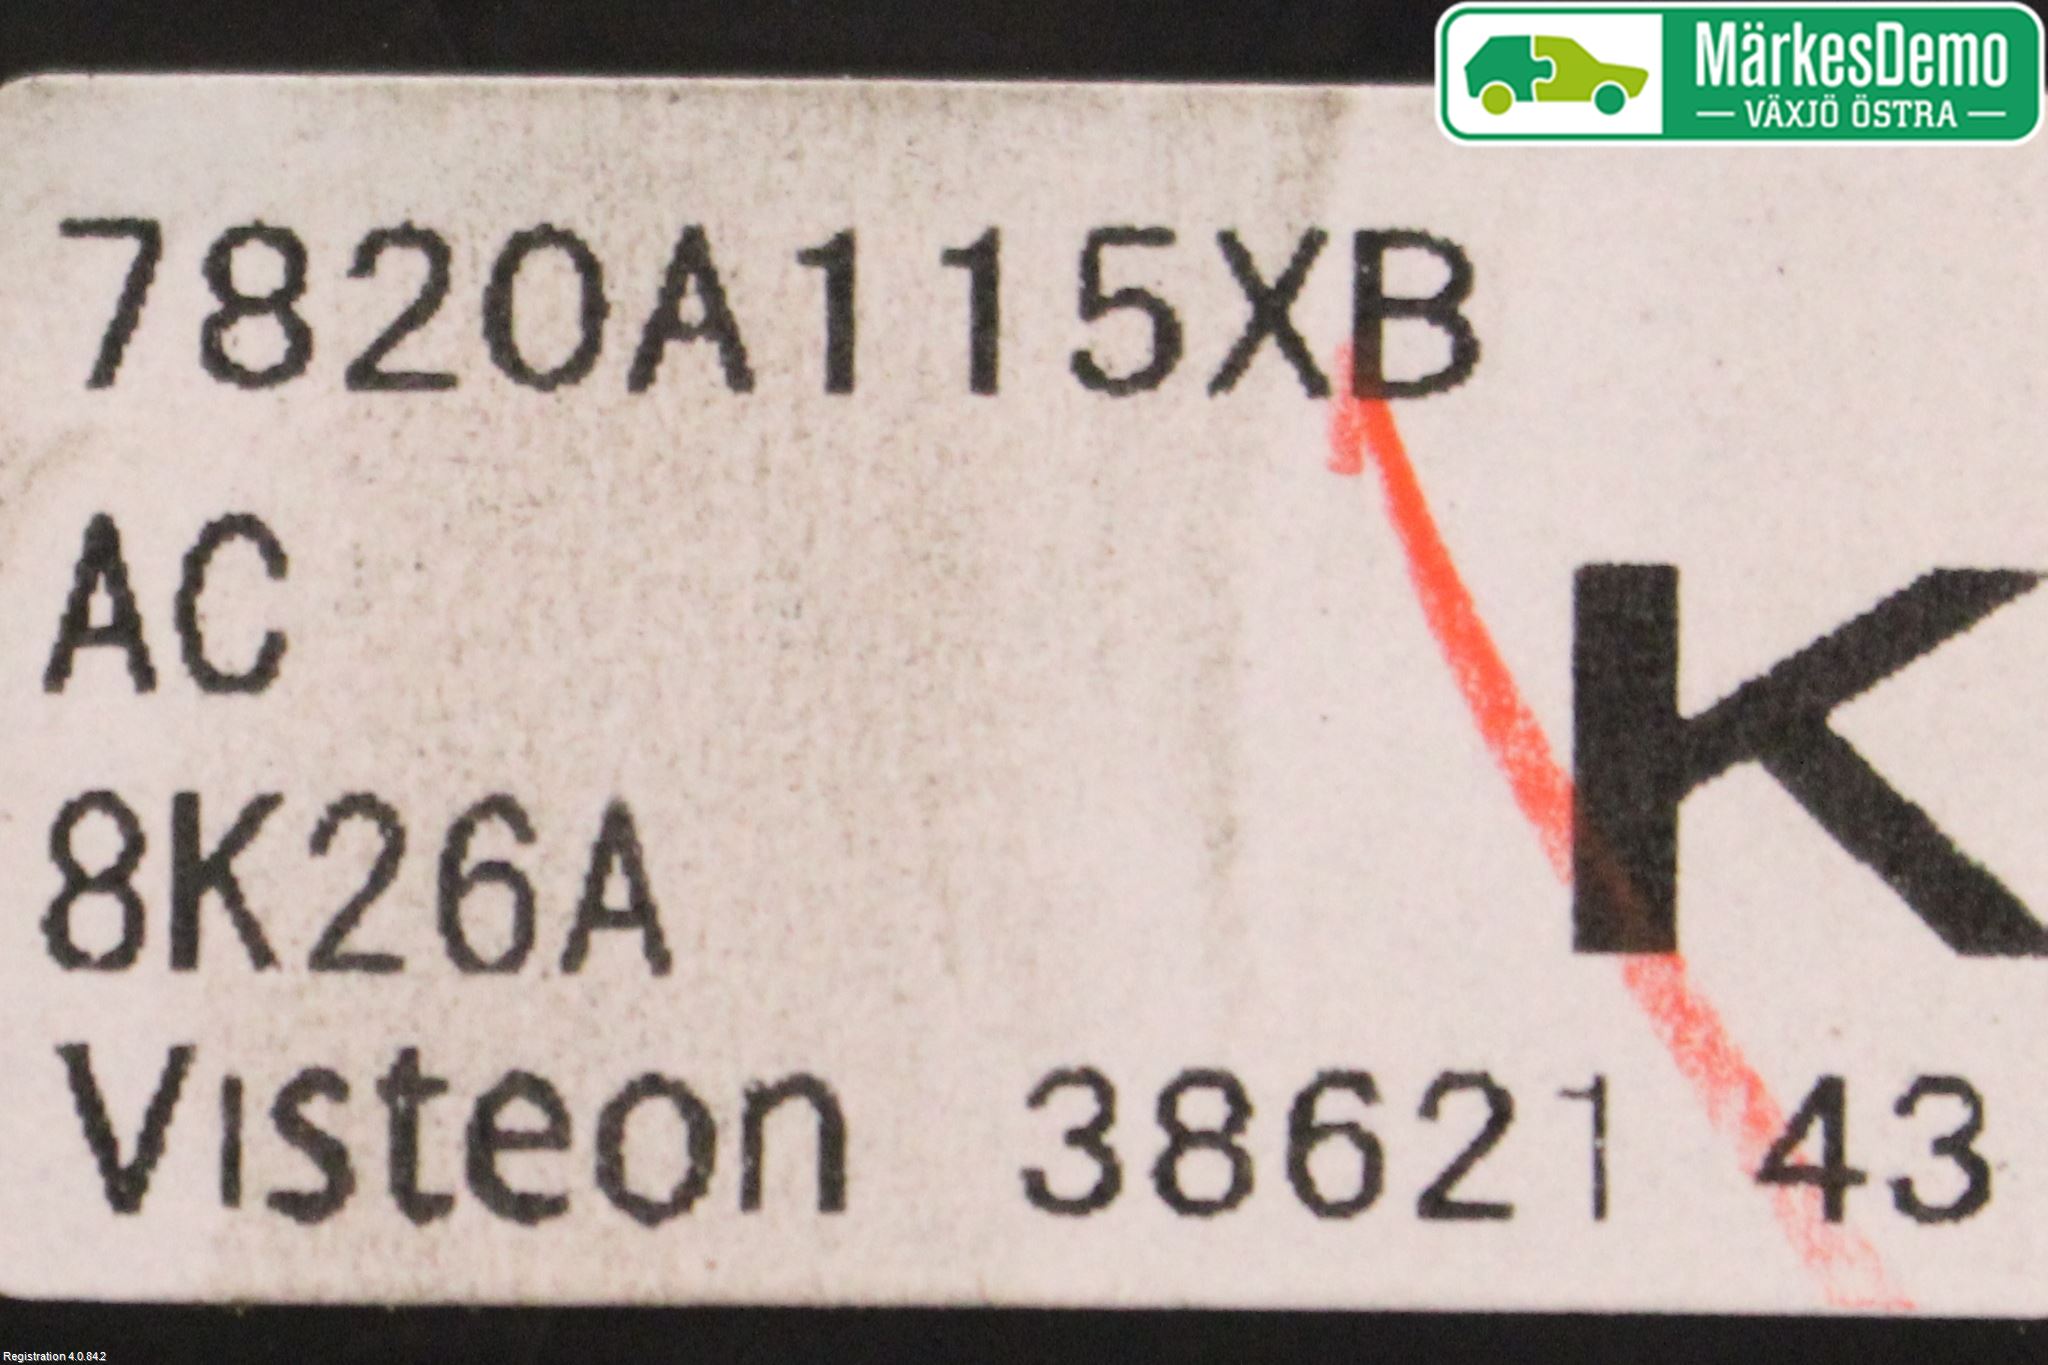 MärkesDemo
— VÄXJÖ ÖSTRA —
7820A115XB
AC
K
8K26A
Visteon 38621 43
Registration 4.0.84.2